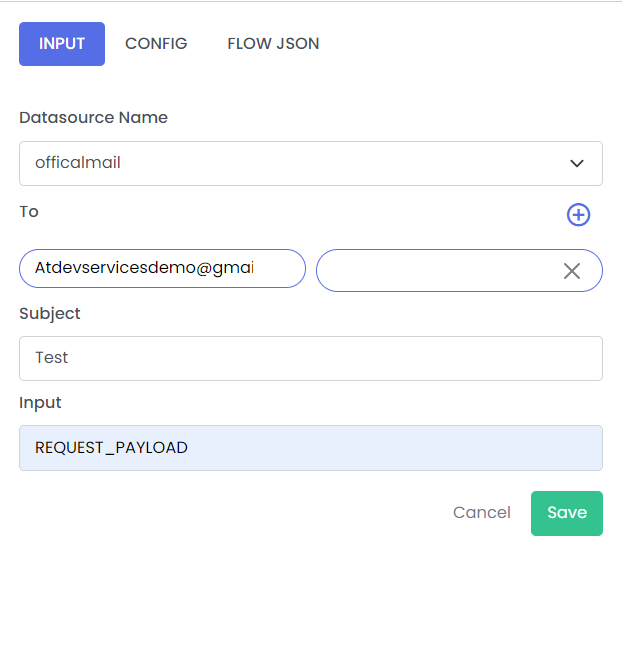 INPUT CONFIG FLOW JSON
Datasource Name
officalmail
To
Atdevservicesdemo@gmai
Subject
Test
Input
REQUEST_PAYLOAD
Cancel Save